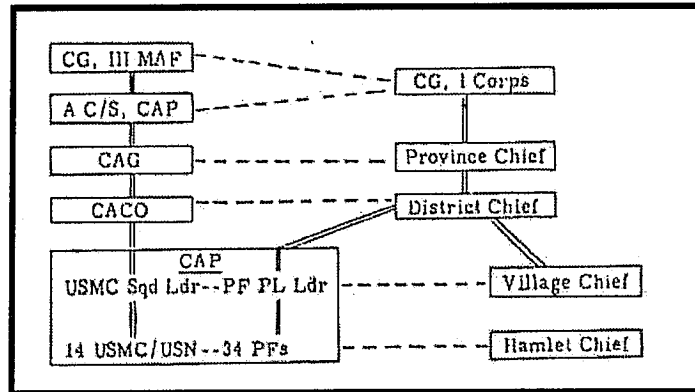 CG, III MAF
CG, I Corps
A C/S, CAP
CAG
Province Chief
CACO
District Chief
CAP
USMC Sqd Ldr--PF PL Ldr
Village Chief
14 USMC/USN--34 PFs
Hamlet Chief